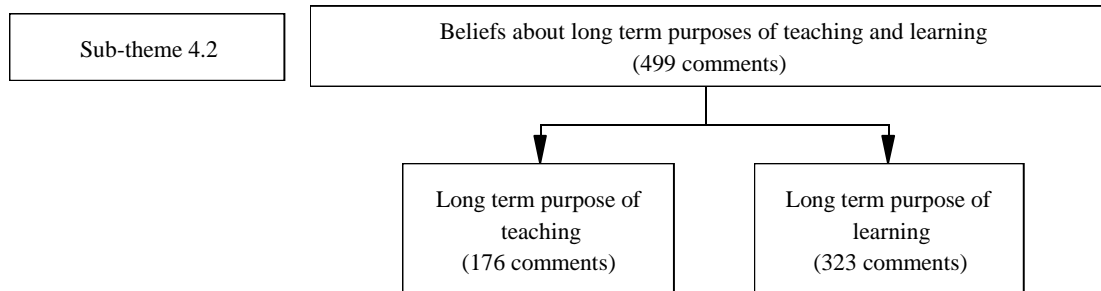 Sub-theme 4.2
Beliefs about long term purposes of teaching and learning
(499 comments)
Long term purpose of
teaching
(176 comments)
Long term purpose of
learning
(323 comments)